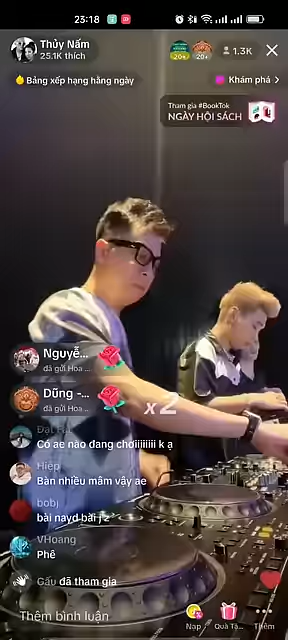 23:18
Thủy Nấm
25.1K thích
20+
20+
1.3K
Bảng xếp hạng hằng ngày
Khám phá >
Tham gia #BookTok
NGÀY HỘI SÁCH
Nguyễ...
đã gửi Hoa ...
Dũng -...
đã gửi Hoa ...
x2
Có ae nào đang chơiiiiiiii k ạ
Hiệp
Bàn nhiều mâm vậy ae
bobj
bài nayd bài j z
VHoang
Phê
Gấu đã tham gia
Thêm bình luận
Nạp
Quà Tặ...
Thêm